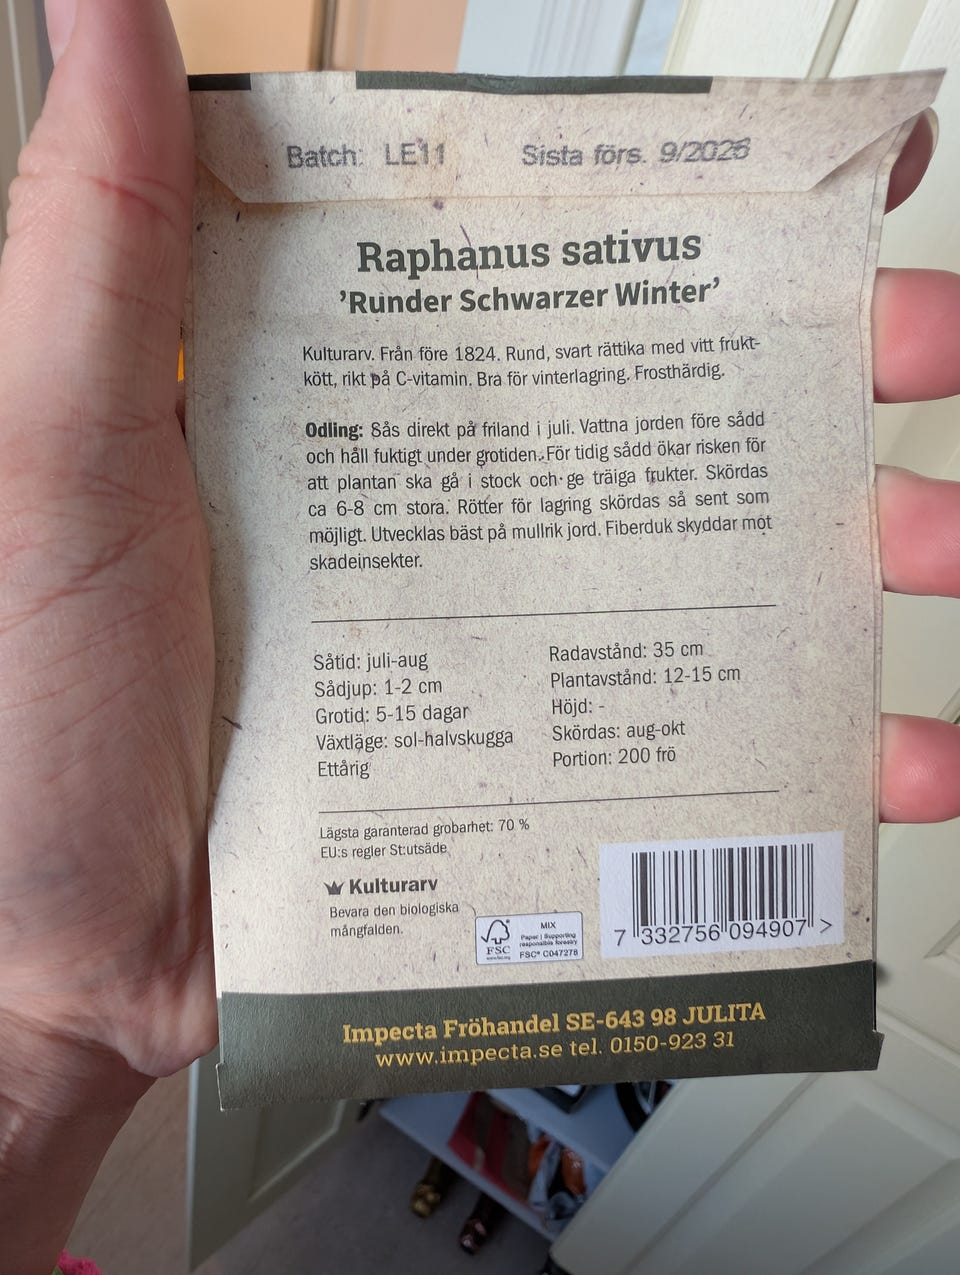 Batch: LE11 Sista förs. 9/2026
Raphanus sativus
’Runder Schwarzer Winter’
Kulturarv. Från före 1824. Rund, svart rättika med vitt frukt-
kött, rikt på C-vitamin. Bra för vinterlagring. Frosthärdig.
Odling: Sås direkt på friland i juli. Vattna jorden före sådd
och håll fuktigt under grotiden. För tidig sådd ökar risken för
att plantan ska gå i stock och ge träiga frukter. Skördas
ca 6-8 cm stora. Rötter för lagring skördas så sent som
möjligt. Utvecklas bäst på mullrik jord. Fiberduk skyddar mot
skadeinsekter.
Såtid: juli-aug
Sådjup: 1-2 cm
Grotid: 5-15 dagar
Växtläge: sol-halvskugga
Ettårig
Radavstånd: 35 cm
Plantavstånd: 12-15 cm
Höjd: -
Skördas: aug-okt
Portion: 200 frö
Lägsta garanterad grobarhet: 70 %
EU:s regler St:utsäde
Kulturarv
Bevara den biologiska
mångfalden.
FSC
www.fsc.org
MIX
Paper | Supporting
responsible forestry
FSC® C047278
7 332756 094907 >
Impecta Fröhandel SE-643 98 JULITA
www.impecta.se tel. 0150-923 31